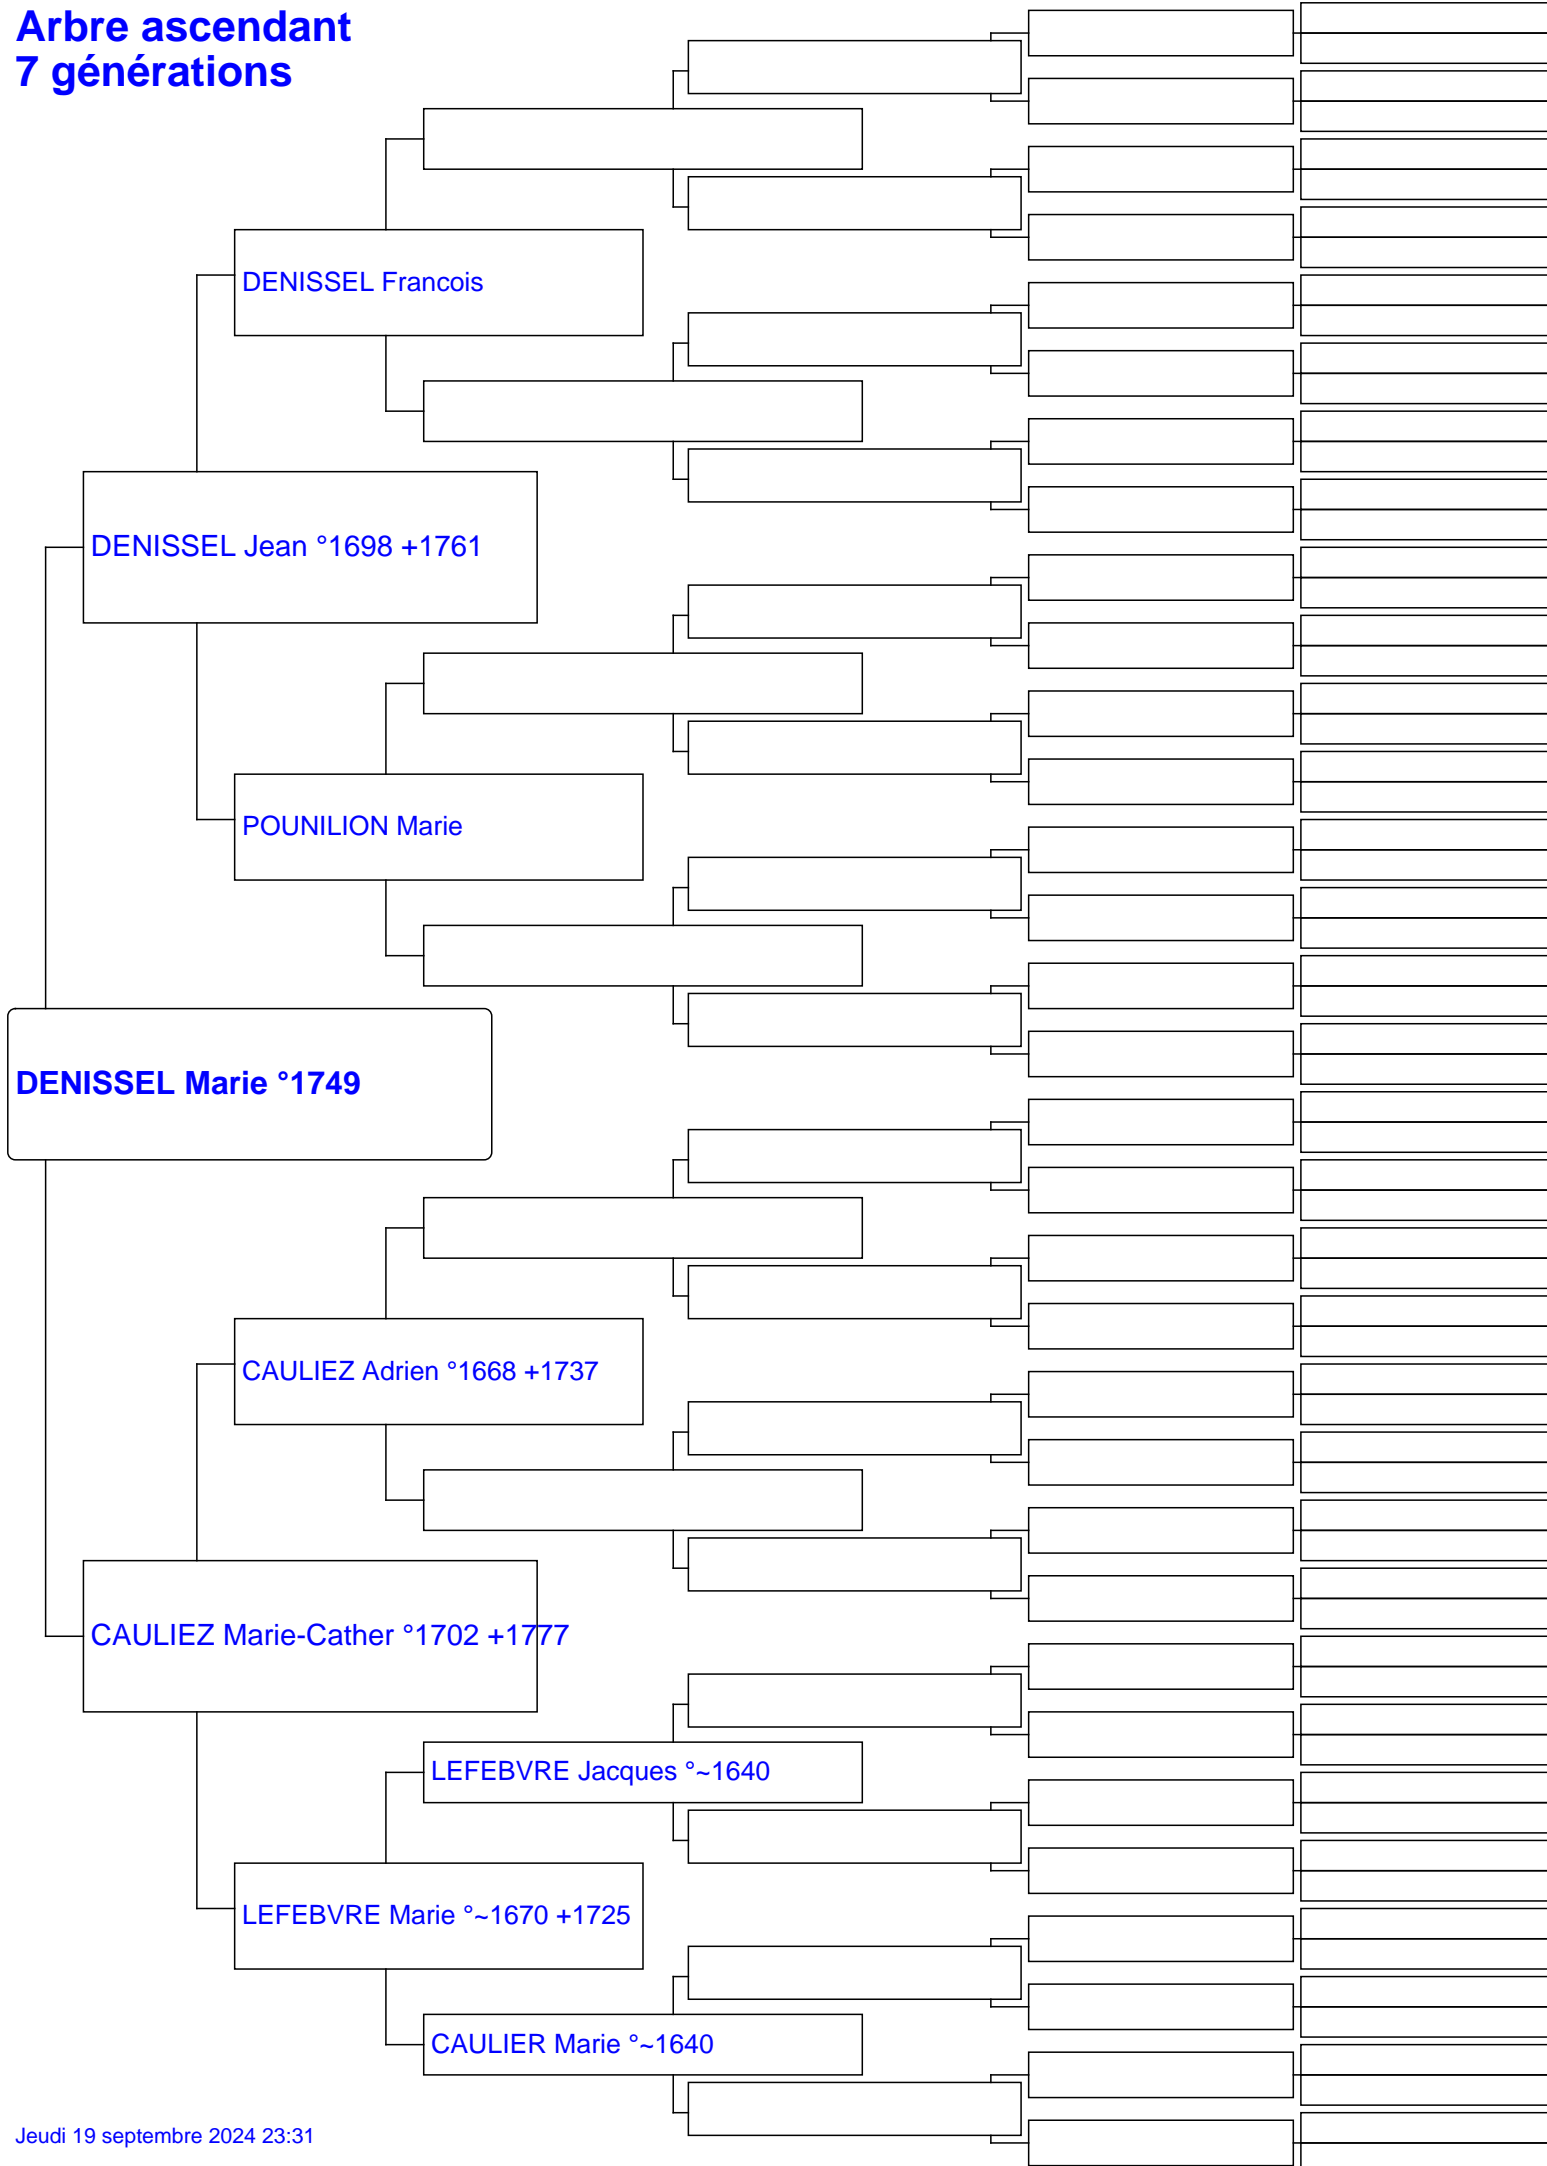 Arbre ascendant
7 générations
DENISSEL Francois
DENISSEL Jean °1698 +1761
POUNILION Marie
DENISSEL Marie °1749
CAULIEZ Adrien °1668 +1737
CAULIEZ Marie-Cather °1702 +1777
LEFEBVRE Jacques °~1640
LEFEBVRE Marie °~1670 +1725
CAULIER Marie °~1640
Jeudi 19 septembre 2024 23:31